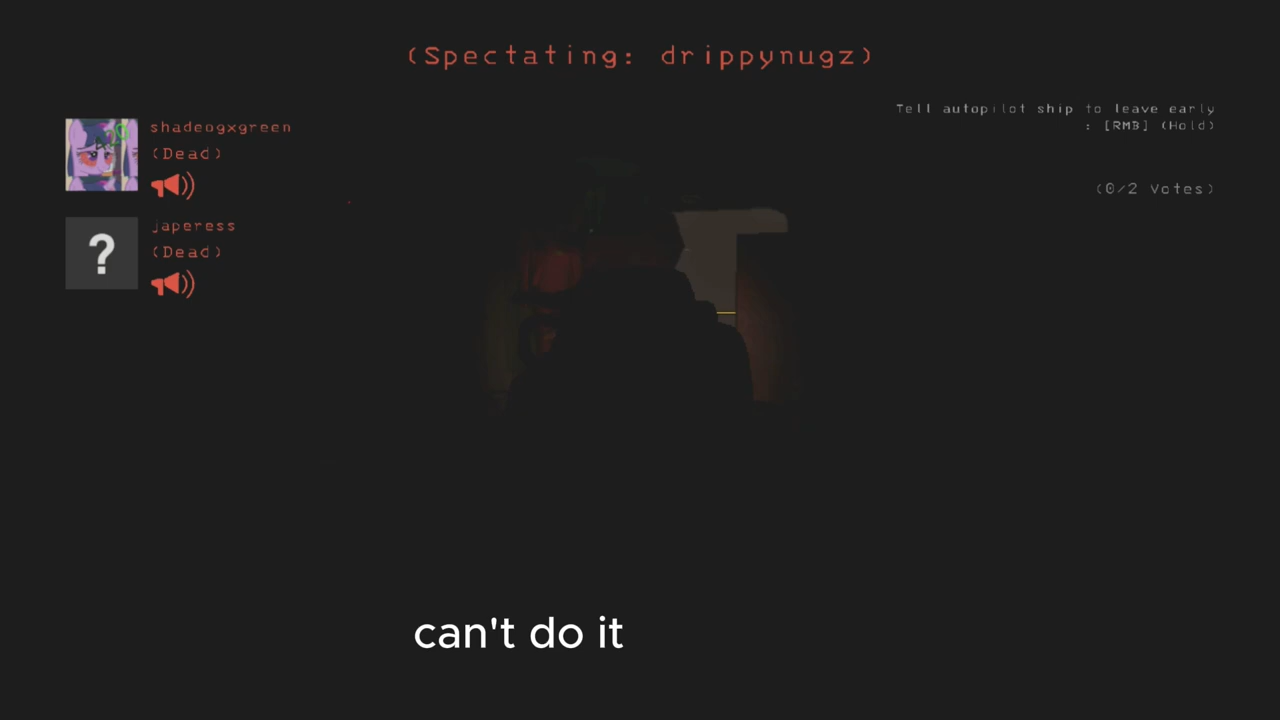 (Spectating: drippynugz)
Tell autopilot ship to leave early
: [RMB] (Hold)
(0/2 Votes)
shadeogxgreen
(Dead)
japeress
(Dead)
?
can't do it